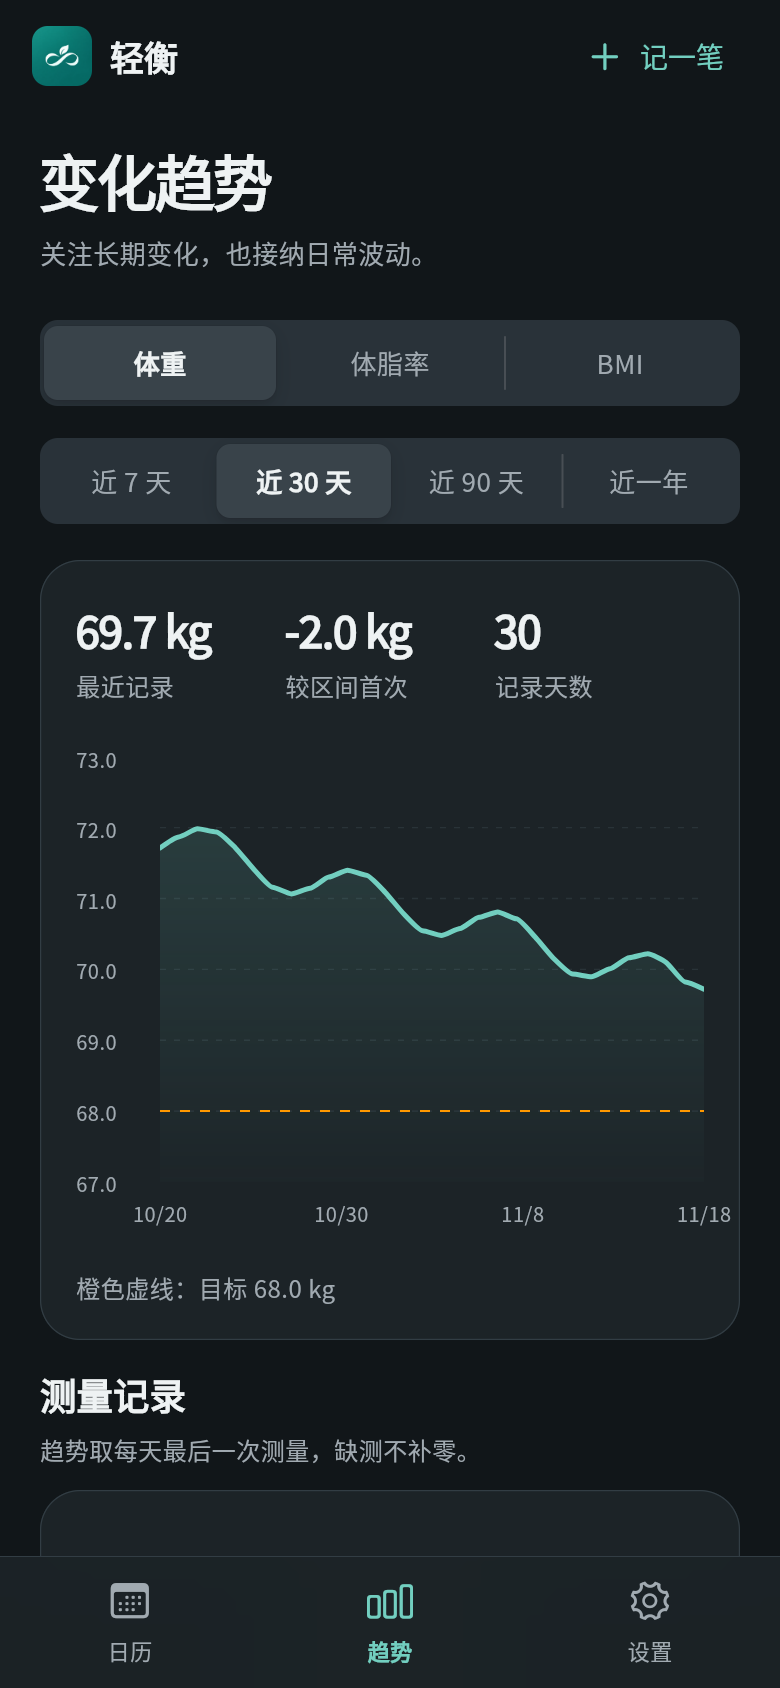 轻衡
记一笔
变化趋势
关注长期变化，也接纳日常波动。
体重 体脂率 BMI
近 7 天 近 30 天 近 90 天 近一年
69.7 kg -2.0 kg 30
最近记录 较区间首次 记录天数
73.0
72.0
71.0
70.0
69.0
68.0
67.0
10/20 10/30 11/8 11/18
橙色虚线：目标 68.0 kg
测量记录
趋势取每天最后一次测量，缺测不补零。
日历 趋势 设置